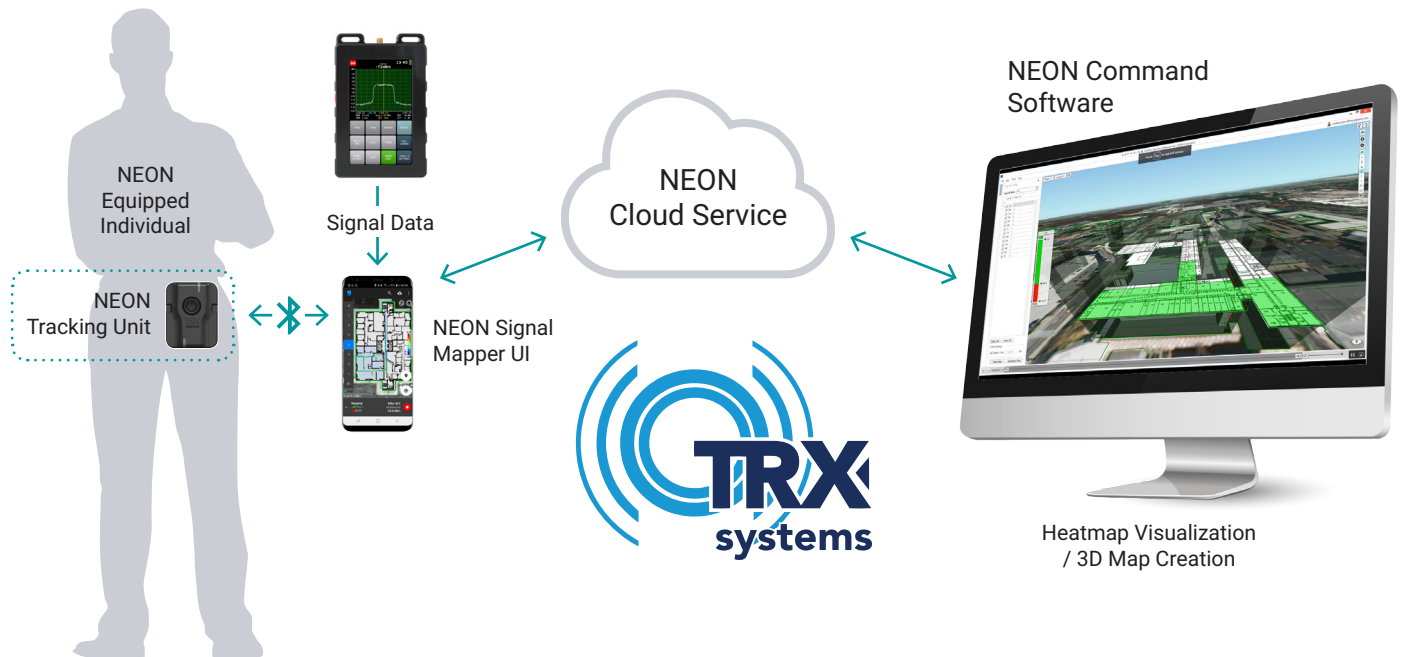 NEON
Equipped
Individual
NEON
Tracking Unit
Signal Data
NEON Signal
Mapper UI
NEON
Cloud Service
TRX
systems
NEON Command
Software
Heatmap Visualization
/ 3D Map Creation